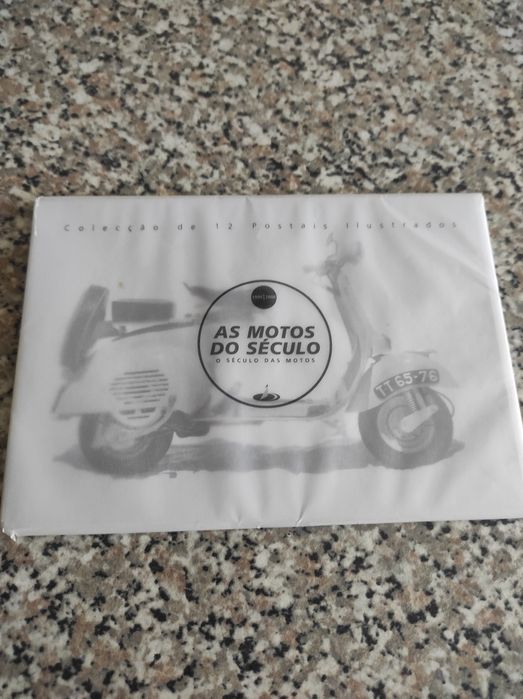 Colecção de 12 Postais Ilustrados
AS MOTOS
DO SÉCULO
O SÉCULO DAS MOTOS
TT 65-76